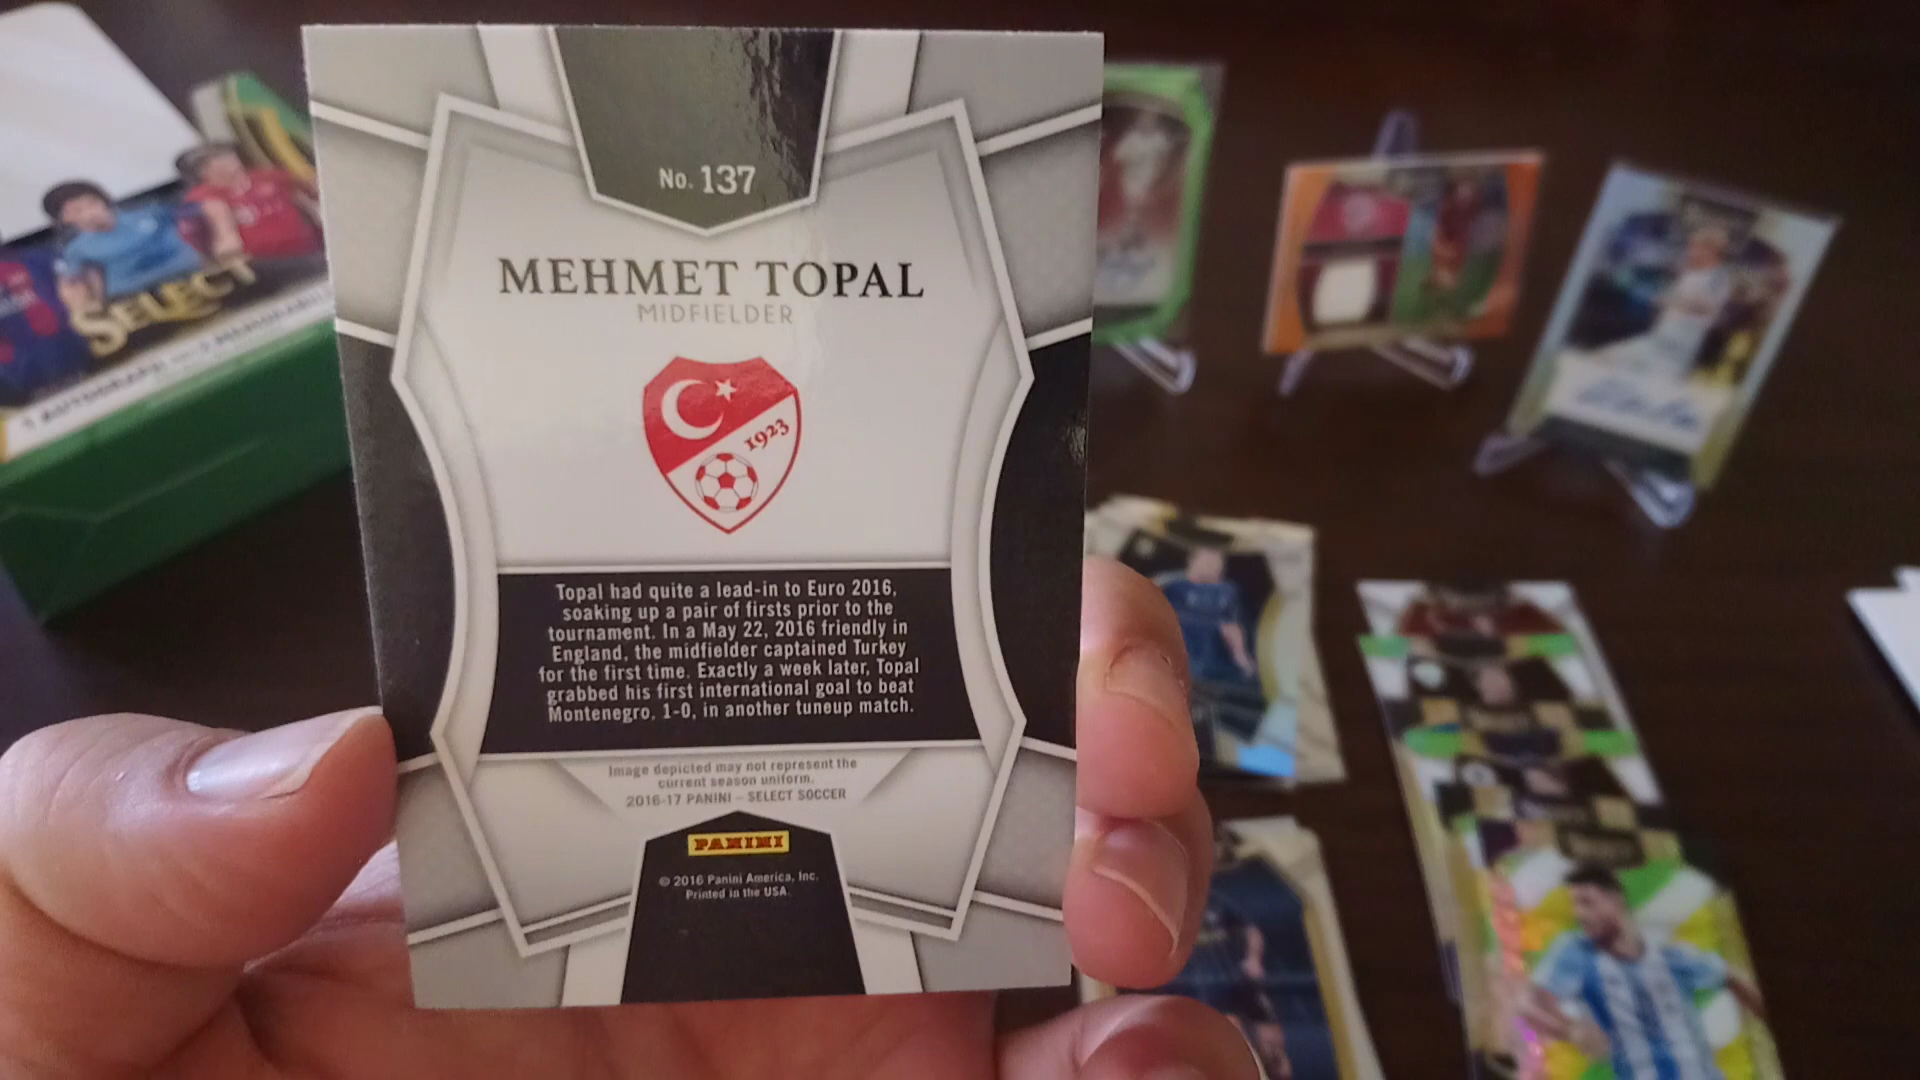 No. 137
MEHMET TOPAL
MIDFIELDER
1923
Topal had quite a lead-in to Euro 2016,
soaking up a pair of firsts prior to the
tournament. In a May 22, 2016 friendly in
England, the midfielder captained Turkey
for the first time. Exactly a week later, Topal
grabbed his first international goal to beat
Montenegro, 1-0, in another tuneup match.
Image depicted may not represent the
current season uniform.
2016-17 PANINI – SELECT SOCCER
PANINI
© 2016 Panini America, Inc.
Printed in the USA.
SELECT
1 AUTOGRAPH